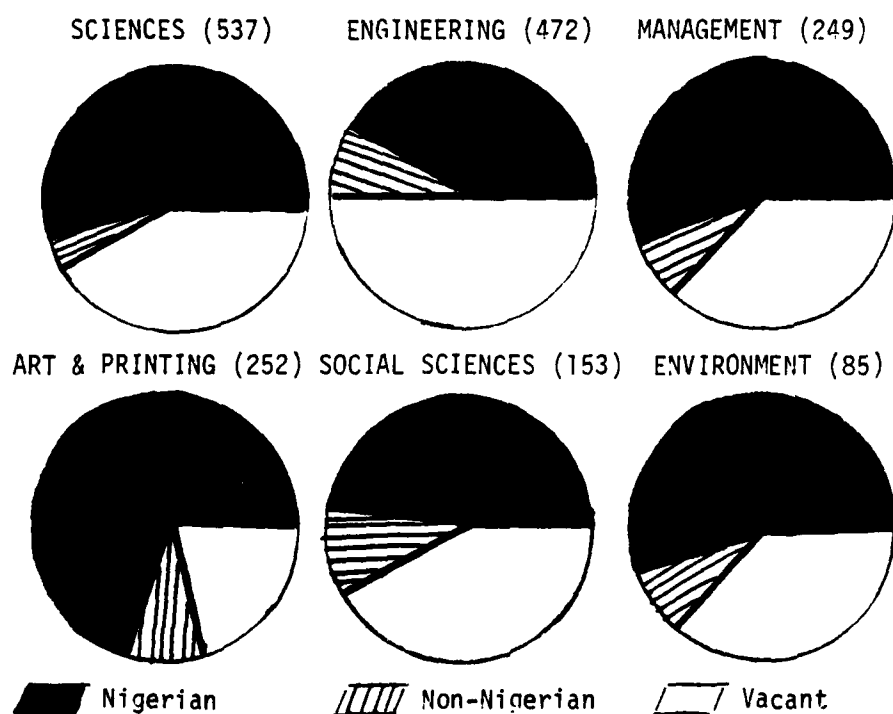 SCIENCES (537) ENGINEERING (472) MANAGEMENT (249)
ART & PRINTING (252) SOCIAL SCIENCES (153) ENVIRONMENT (85)
Nigerian Non-Nigerian Vacant